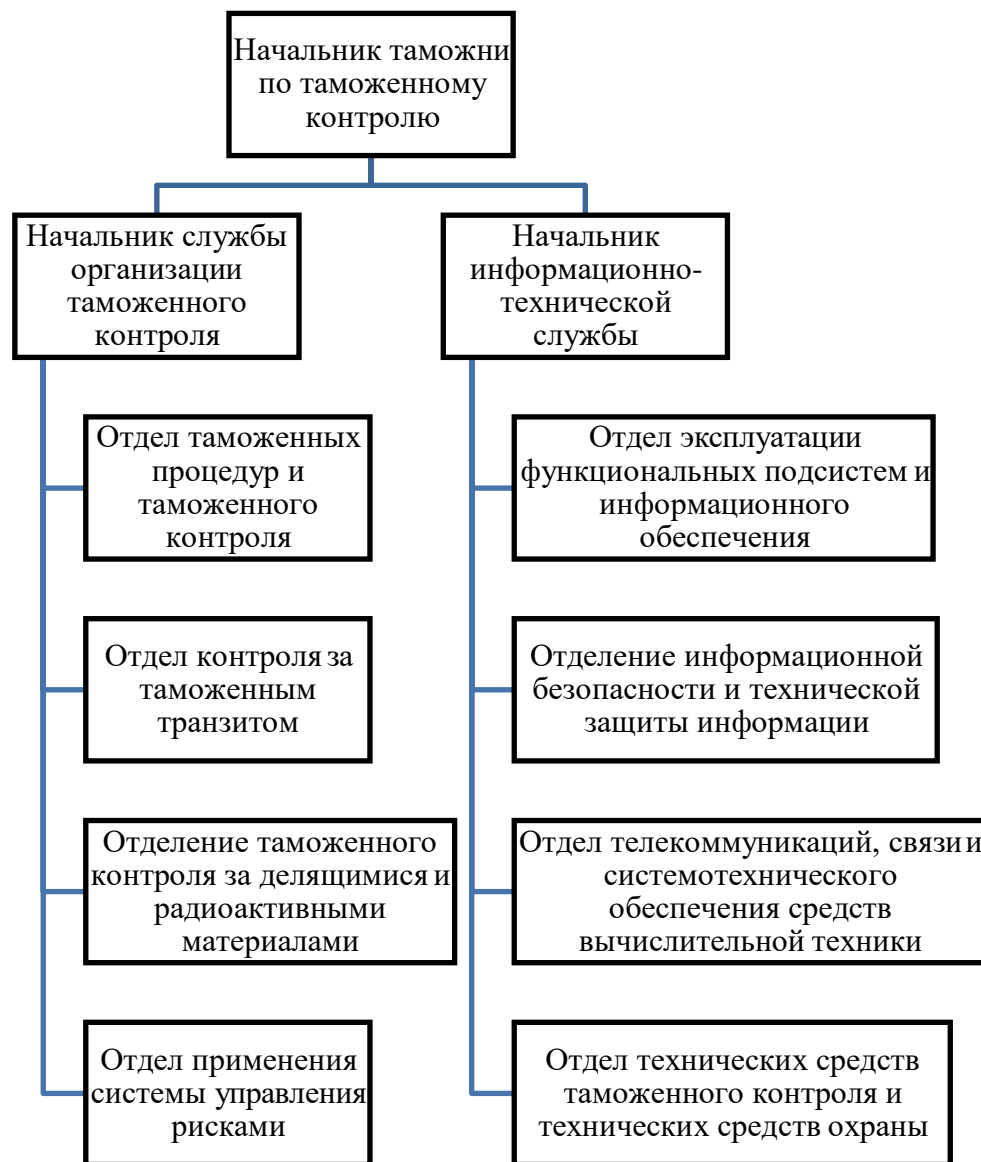 Начальник таможни
по таможенному
контролю
Начальник службы
организации
таможенного
контроля
Начальник
информационно-
технической
службы
Отдел таможенных
процедур и
таможенного
контроля
Отдел эксплуатации
функциональных подсистем и
информационного
обеспечения
Отдел контроля за
таможенным
транзитом
Отделение информационной
безопасности и технической
защиты информации
Отделение таможенного
контроля за делящимися и
радиоактивными
материалами
Отдел телекоммуникаций, связи и
системотехнического
обеспечения средств
вычислительной техники
Отдел применения
системы управления
рисками
Отдел технических средств
таможенного контроля и
технических средств охраны